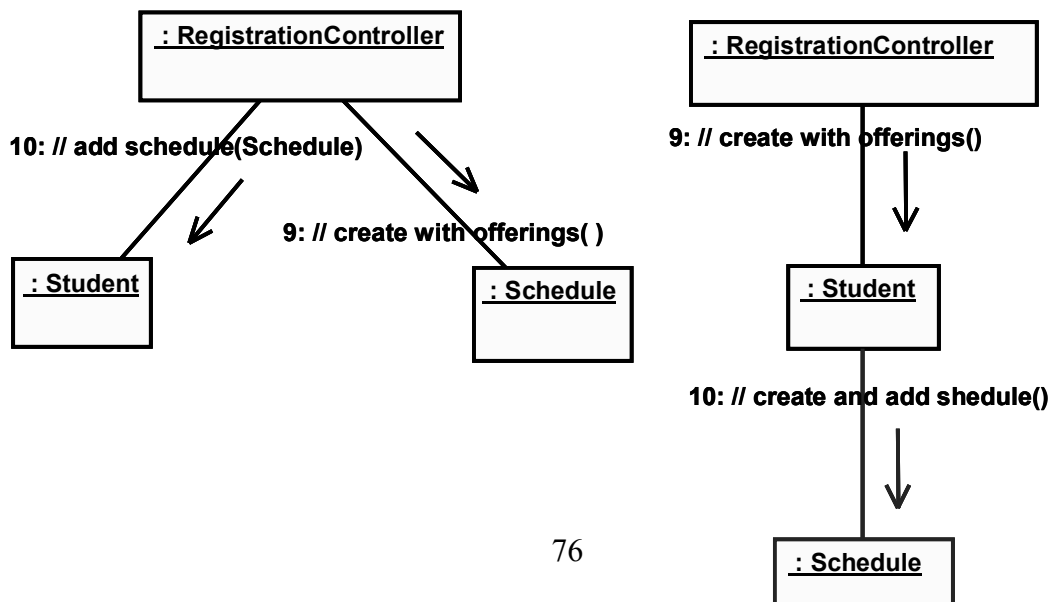 : RegistrationController
10: // add schedule(Schedule)
9: // create with offerings( )
: Student
: Schedule
: RegistrationController
9: // create with offerings()
: Student
10: // create and add shedule()
: Schedule
76